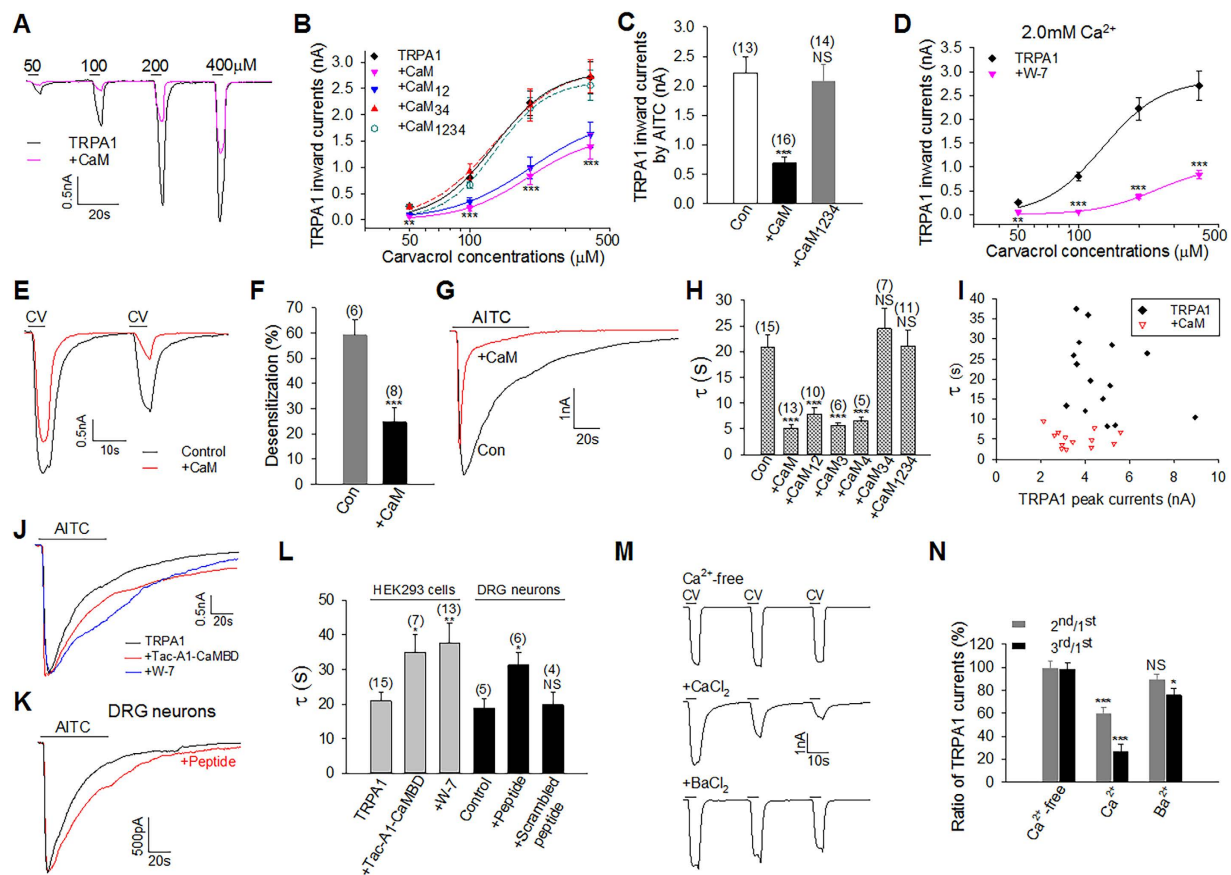 A
50 100 200 400μM
TRPA1
+CaM
0.5nA
20s
B
TRPA1 inward currents (nA)
3.5
3.0
2.5
2.0
1.5
1.0
0.5
0.0
TRPA1
+CaM
+CaM12
+CaM34
+CaM1234
** *** *** ***
50 100 500
Carvacrol concentrations (μM)
C
TRPA1 inward currents
by AITC (nA)
3.0
2.5
2.0
1.5
1.0
0.5
0.0
(13)
(16)
***
(14)
NS
Con
+CaM
+CaM1234
D
2.0mM Ca²⁺
TRPA1 inward currents (nA)
3.5
3.0
2.5
2.0
1.5
1.0
0.5
0.0
TRPA1
+W-7
** *** *** ***
50 100 500
Carvacrol concentrations (μM)
E
CV CV
0.5nA
10s
Control
+CaM
F
Desensitization (%)
70
60
50
40
30
20
10
0
(6)
(8)
***
Con
+CaM
G
AITC
+CaM
Con
1nA
20s
H
τ (s)
30
25
20
15
10
5
0
(15)
(13)
***
(10)
***
(6)
***
(5)
***
(7)
NS
(11)
NS
Con
+CaM
+CaM12
+CaM3
+CaM4
+CaM34
+CaM1234
I
τ (s)
40
35
30
25
20
15
10
5
0
TRPA1
+CaM
0 2 4 6 8 10
TRPA1 peak currents (nA)
J
AITC
0.5nA
20s
TRPA1
+Tac-A1-CaMBD
+W-7
K
DRG neurons
AITC
+Peptide
500pA
20s
L
τ (s)
50
40
30
20
10
0
HEK293 cells
DRG neurons
(15)
(7)
*
(13)
**
(5)
(6)
*
(4)
NS
TRPA1
+Tac-A1-CaMBD
+W-7
Control
+Peptide
+Scrambled
peptide
M
Ca²⁺-free
CV CV CV
+CaCl₂
1nA
10s
+BaCl₂
N
Ratio of TRPA1 currents (%)
140
120
100
80
60
40
20
0
2nd/1st
3rd/1st
***
***
NS
*
Ca²⁺-free
Ca²⁺
Ba²⁺